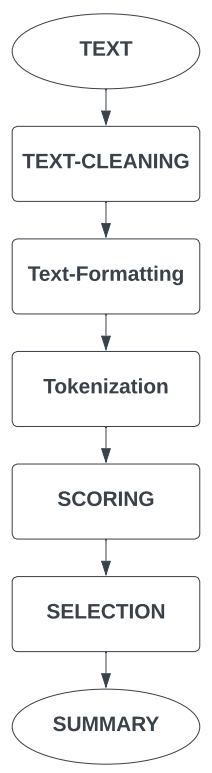 TEXT
TEXT-CLEANING
Text-Formatting
Tokenization
SCORING
SELECTION
SUMMARY